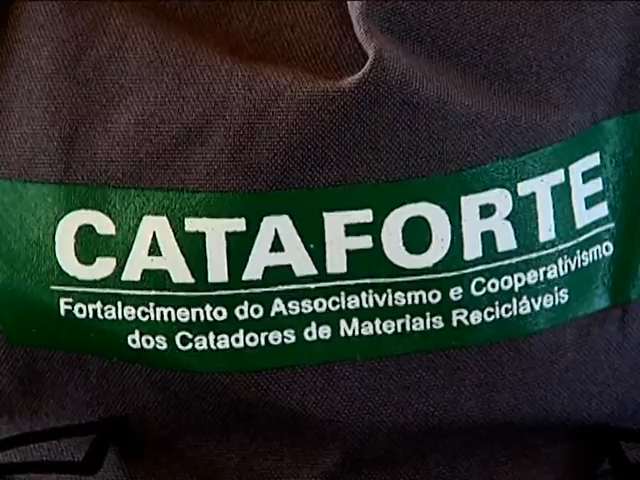 CATAFORTE
Fortalecimento do Associativismo e Cooperativismo
dos Catadores de Materiais Recicláveis